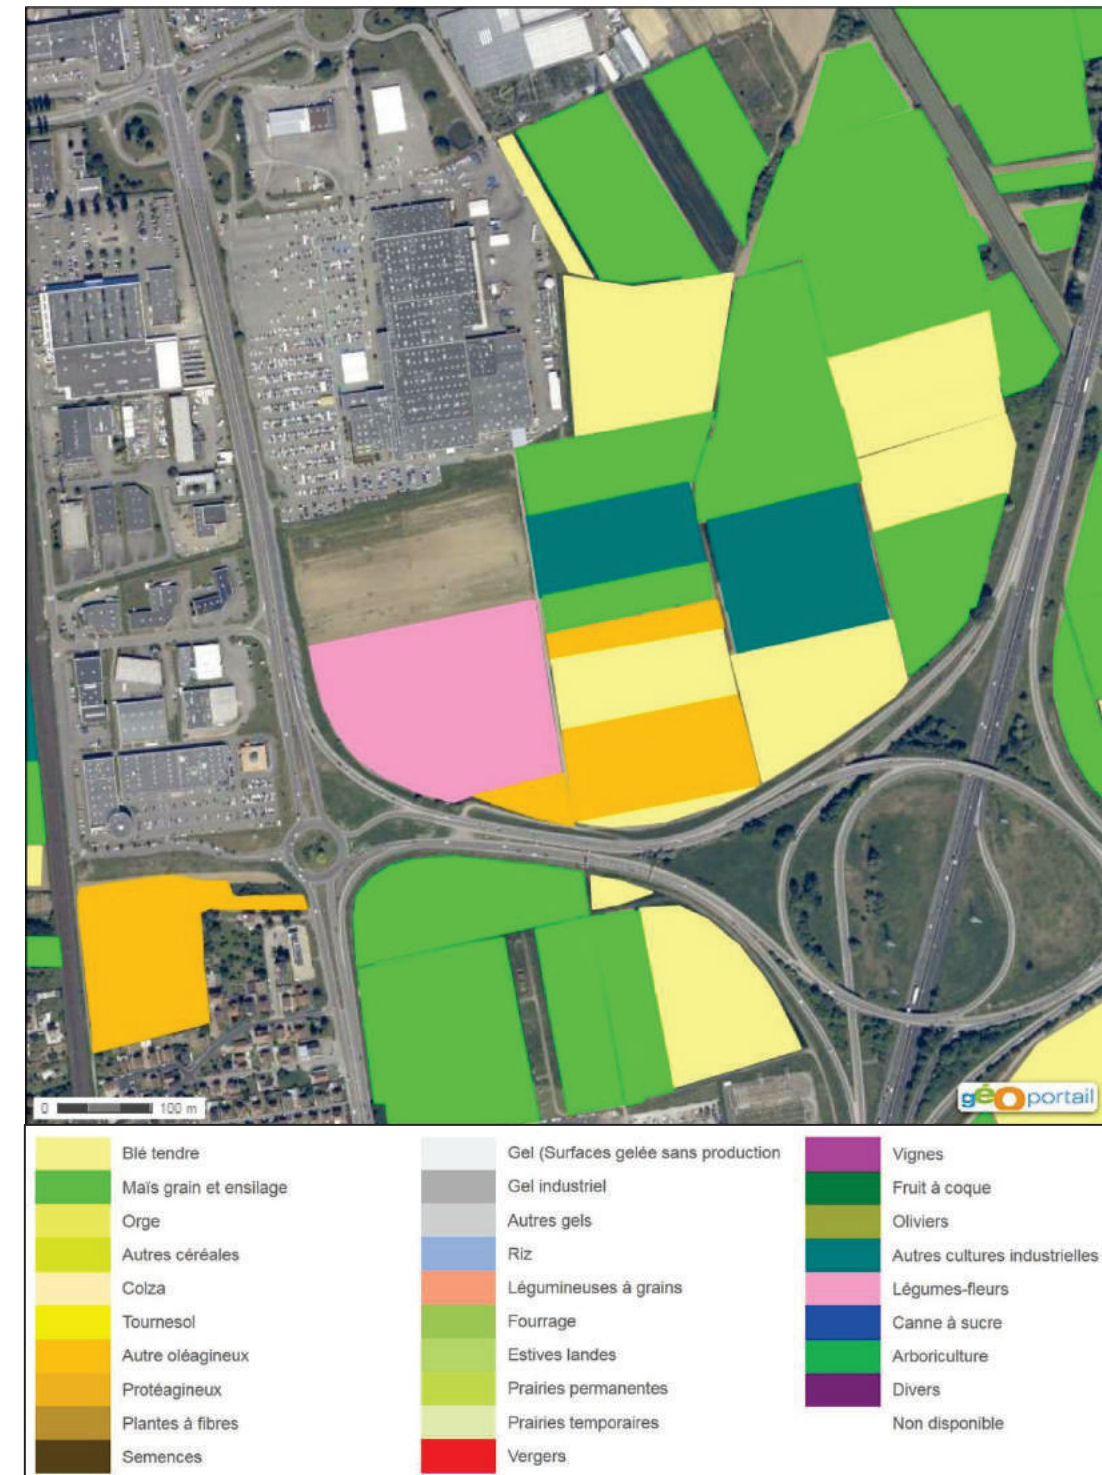 0 100 m
géOportail
Blé tendre
Maïs grain et ensilage
Orge
Autres céréales
Colza
Tournesol
Autre oléagineux
Protéagineux
Plantes à fibres
Semences
Gel (Surfaces gelée sans production
Gel industriel
Autres gels
Riz
Légumineuses à grains
Fourrage
Estives landes
Prairies permanentes
Prairies temporaires
Vergers
Vignes
Fruit à coque
Oliviers
Autres cultures industrielles
Légumes-fleurs
Canne à sucre
Arboriculture
Divers
Non disponible